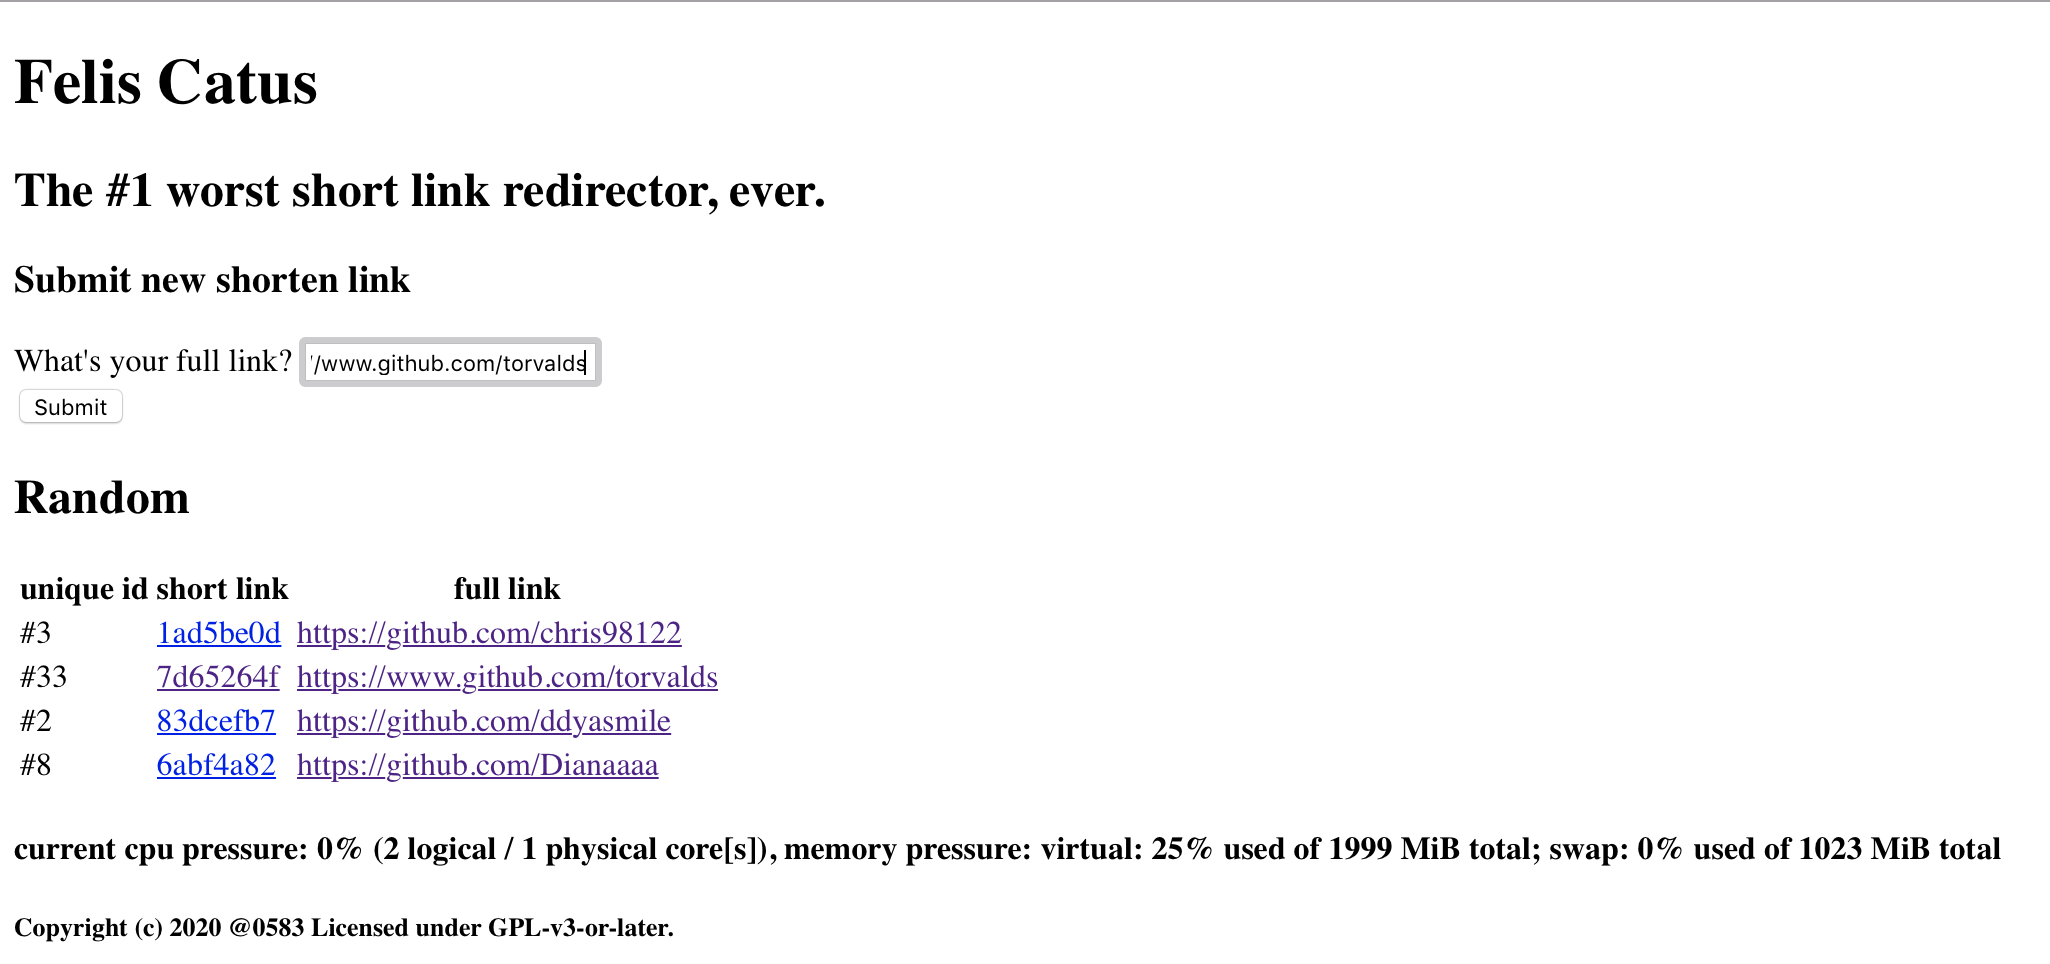 Felis Catus
The #1 worst short link redirector, ever.
Submit new shorten link
What's your full link? /www.github.com/torvalds
Submit
Random
unique id short link full link
#3 1ad5be0d https://github.com/chris98122
#33 7d65264f https://www.github.com/torvalds
#2 83dcefb7 https://github.com/ddyasmile
#8 6abf4a82 https://github.com/Dianaaaa
current cpu pressure: 0% (2 logical / 1 physical core[s]), memory pressure: virtual: 25% used of 1999 MiB total; swap: 0% used of 1023 MiB total
Copyright (c) 2020 @0583 Licensed under GPL-v3-or-later.